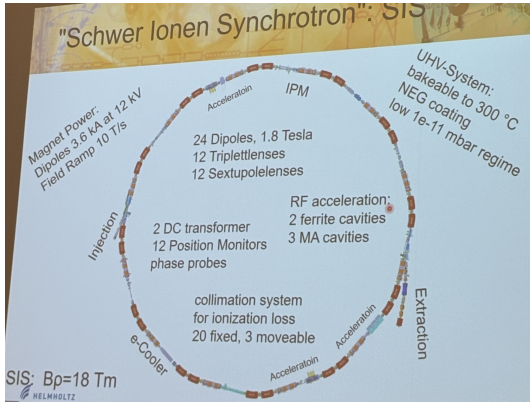 "Schwer Ionen Synchrotron": SIS
Magnet Power:
Dipoles 3.6 kA at 12 kV
Field Ramp 10 T/s
Acceleratoin
IPM
UHV-System:
bakeable to 300 °C
NEG coating
low 1e-11 mbar regime
24 Dipoles, 1.8 Tesla
12 Triplettlenses
12 Sextupolelenses
RF acceleration:
2 ferrite cavities
3 MA cavities
Injection
2 DC transformer
12 Position Monitors
phase probes
Extraction
collimation system
for ionization loss
20 fixed, 3 moveable
Acceleratoin
e-Cooler
Acceleratoin
SIS: Bρ=18 Tm
HELMHOLTZ